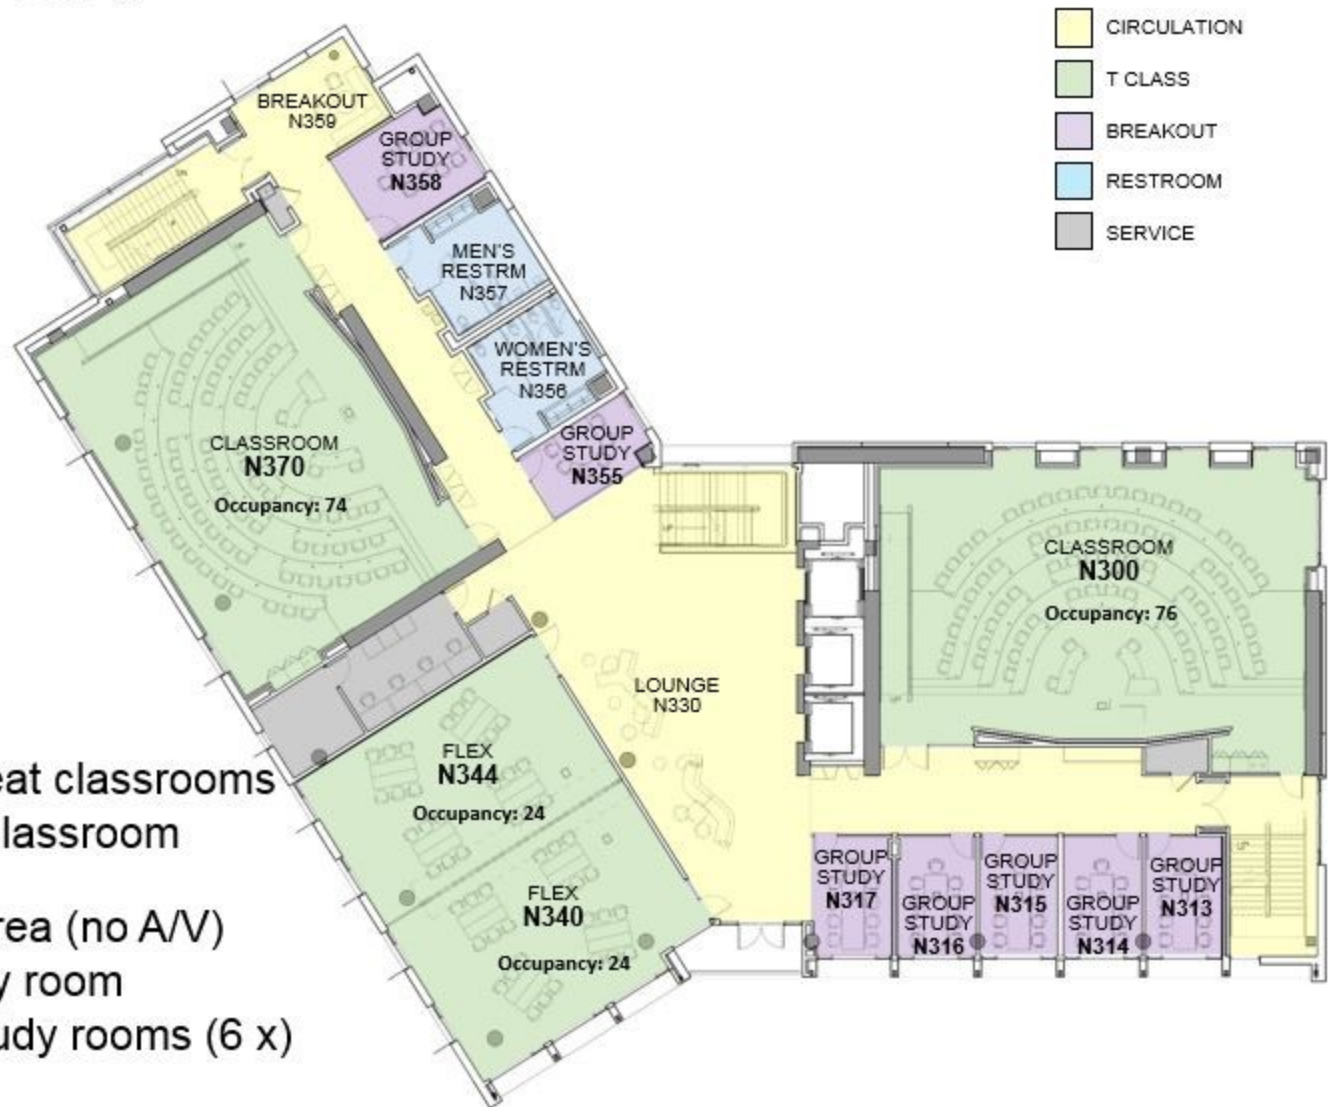 CIRCULATION
T CLASS
BREAKOUT
RESTROOM
SERVICE
BREAKOUT
N359
GROUP
STUDY
N358
MEN'S
RESTRM
N357
WOMEN'S
RESTRM
N356
GROUP
STUDY
N355
CLASSROOM
N370
Occupancy: 74
CLASSROOM
N300
Occupancy: 76
LOUNGE
N330
FLEX
N344
Occupancy: 24
FLEX
N340
Occupancy: 24
GROUP
STUDY
N317
GROUP
STUDY
N316
GROUP
STUDY
N315
GROUP
STUDY
N314
GROUP
STUDY
N313
eat classrooms
lassroom
rea (no A/V)
y room
udy rooms (6 x)